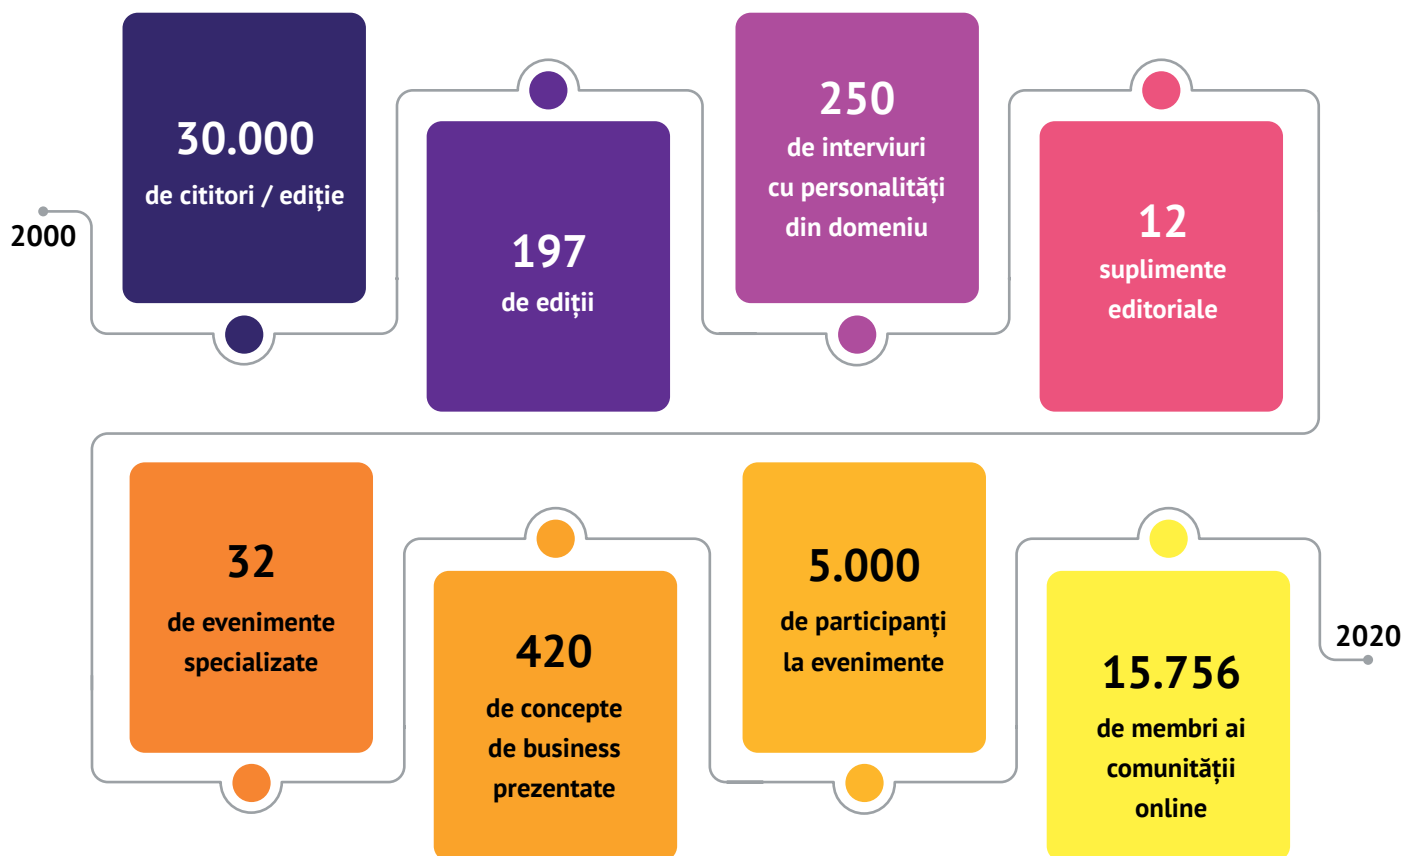 2000
30.000
de cititori / ediție
197
de ediții
250
de interviuri
cu personalități
din domeniu
12
suplimente
editoriale
32
de evenimente
specializate
420
de concepte
de business
prezentate
5.000
de participanți
la evenimente
15.756
de membri ai
comunității
online
2020